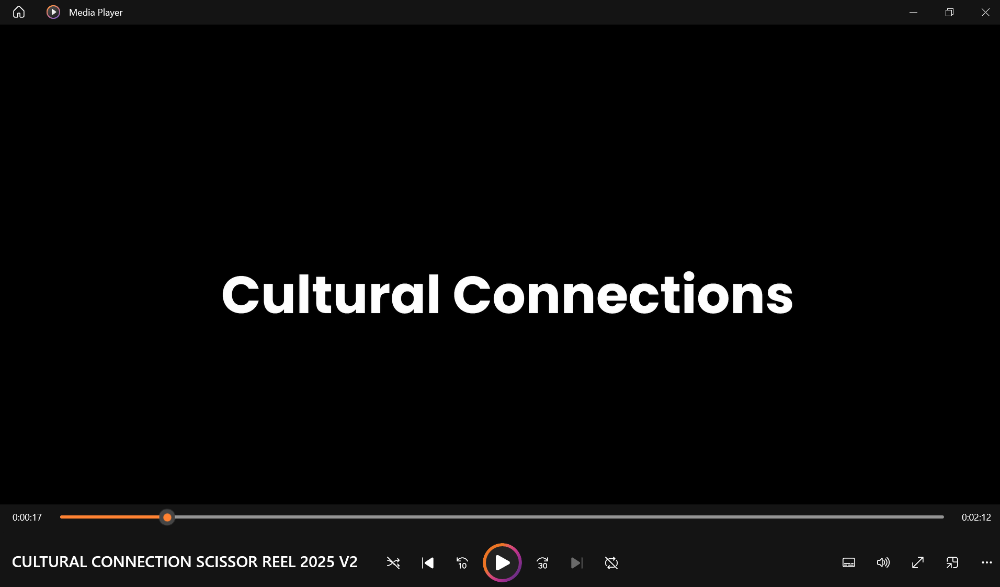 Media Player
Cultural Connections
0:00:17
0:02:12
CULTURAL CONNECTION SCISSOR REEL 2025 V2
10
30